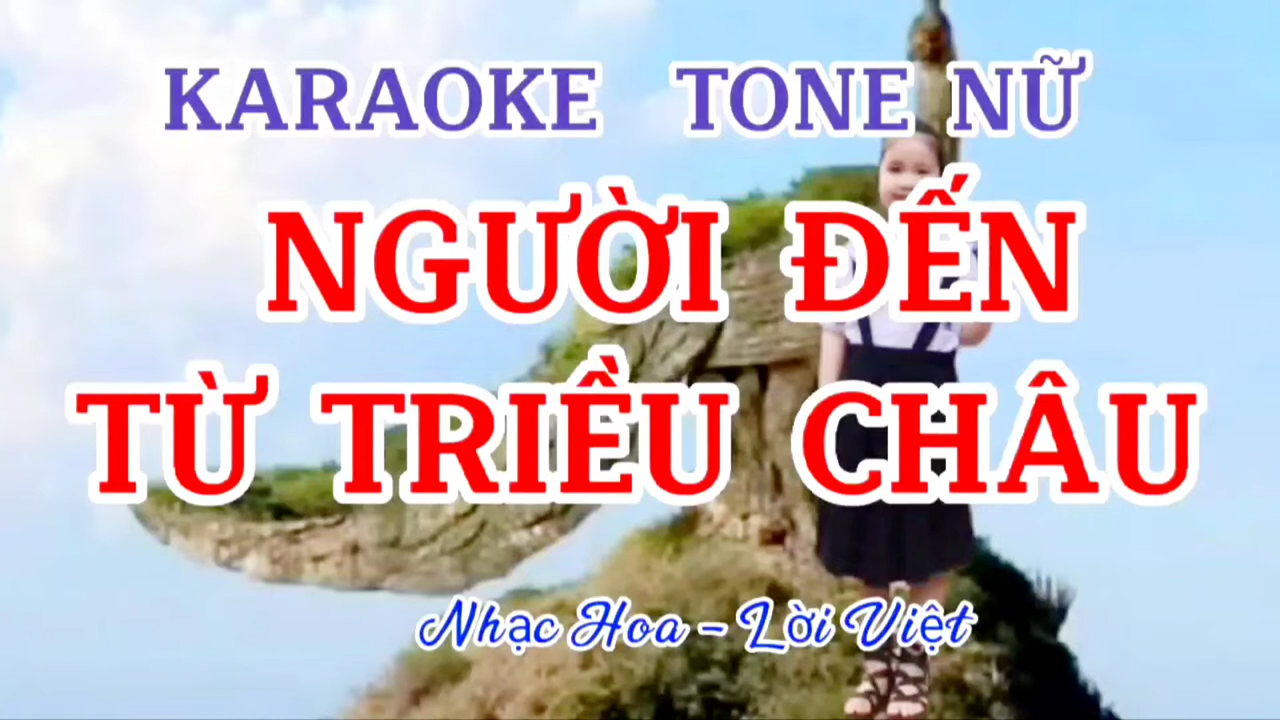 KARAOKE TONE NỮ
NGƯỜI ĐẾN
TỪ TRIỀU CHÂU
Nhạc Hoa - Lời Việt